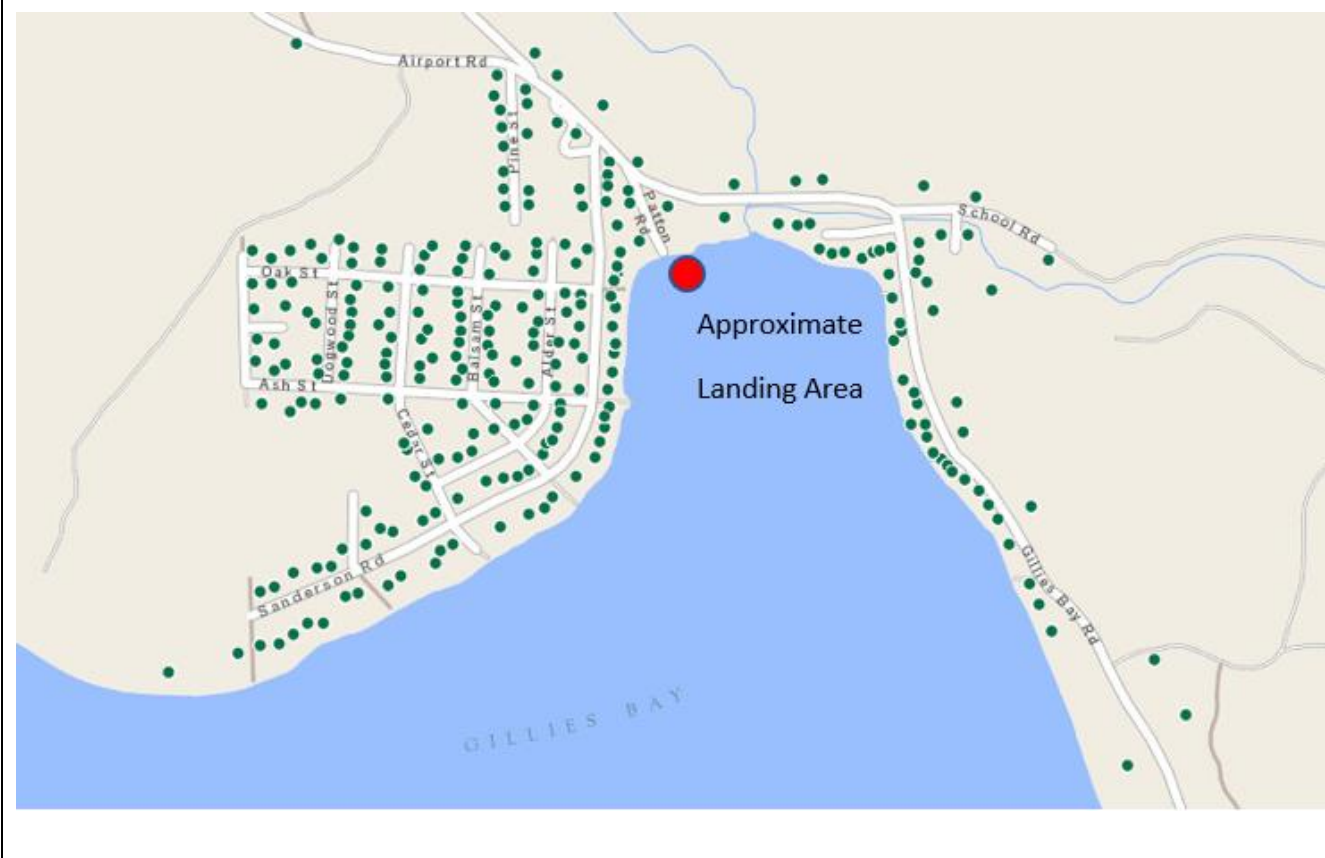 Airport Rd
Pine St
Patton
Rd
School Rd
Oak St
Dogwood St
Balsam St
Alder St
Approximate
Landing Area
Ash St
Cedar St
Sanderson Rd
Gillies Bay Rd
GILLIES BAY